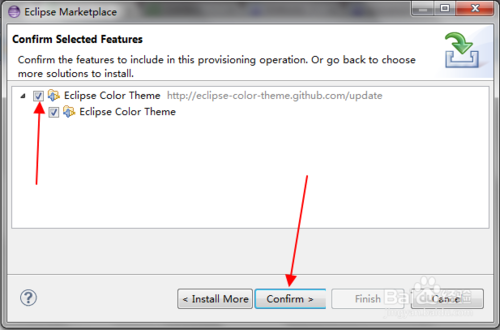 Eclipse Marketplace
Confirm Selected Features
Confirm the features to include in this provisioning operation. Or go back to choose
more solutions to install.
Eclipse Color Theme http://eclipse-color-theme.github.com/update
Eclipse Color Theme
?
< Install More Confirm > Finish Cancel